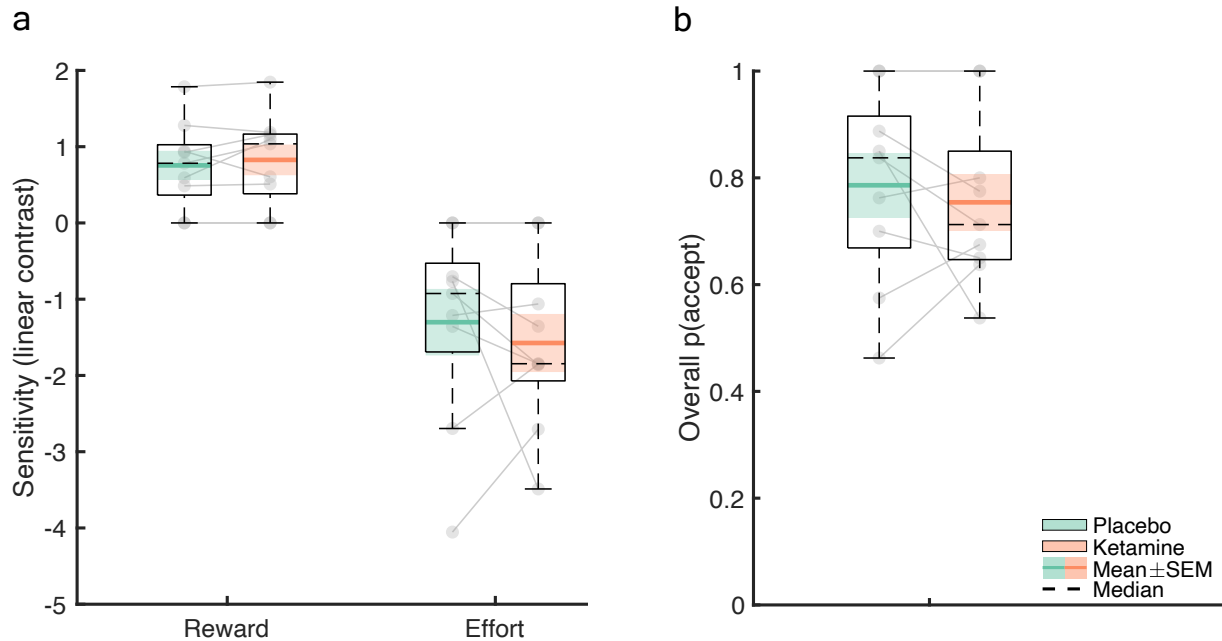 a
b
Sensitivity (linear contrast)
2
1
0
-1
-2
-3
-4
-5
Reward
Effort
Overall p(accept)
1
0.8
0.6
0.4
0.2
0
Placebo
Ketamine
Mean±SEM
Median